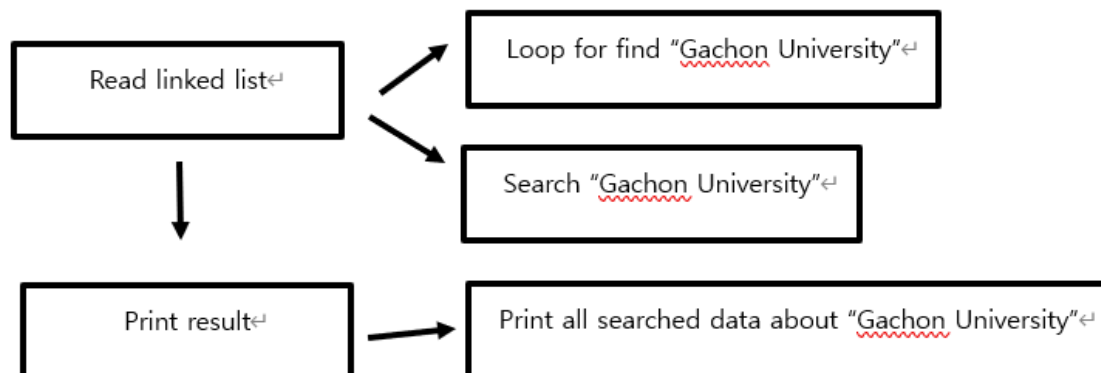 Loop for find “Gachon University”↵
Read linked list↵
Search “Gachon University”↵
Print result↵
Print all searched data about “Gachon University”↵